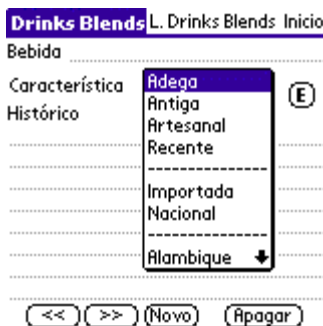 Drinks Blends L. Drinks Blends Inicio
Bebida
Característica
Histórico
Adega
Antiga
Artesanal
Recente
--------------------
Importada
Nacional
--------------------
Alambique
E
<< >> Novo Apagar